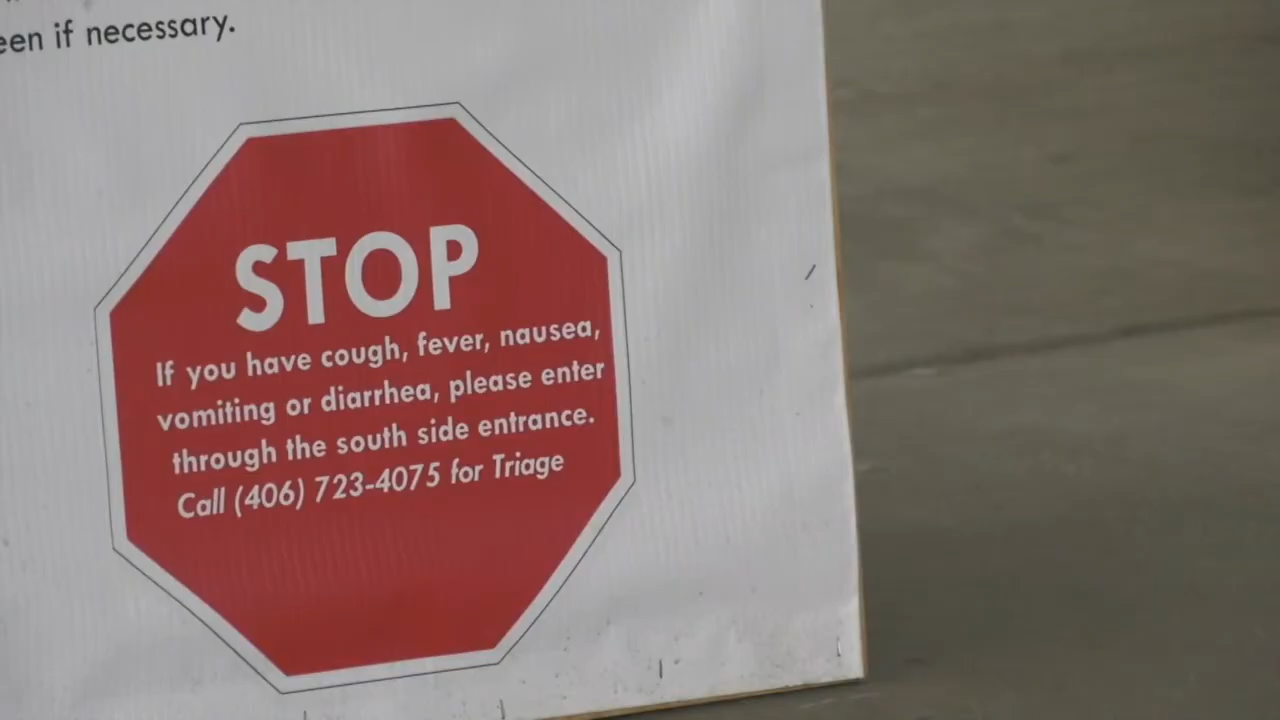 if necessary.
STOP
If you have cough, fever, nausea,
vomiting or diarrhea, please enter
through the south side entrance.
Call (406) 723-4075 for Triage